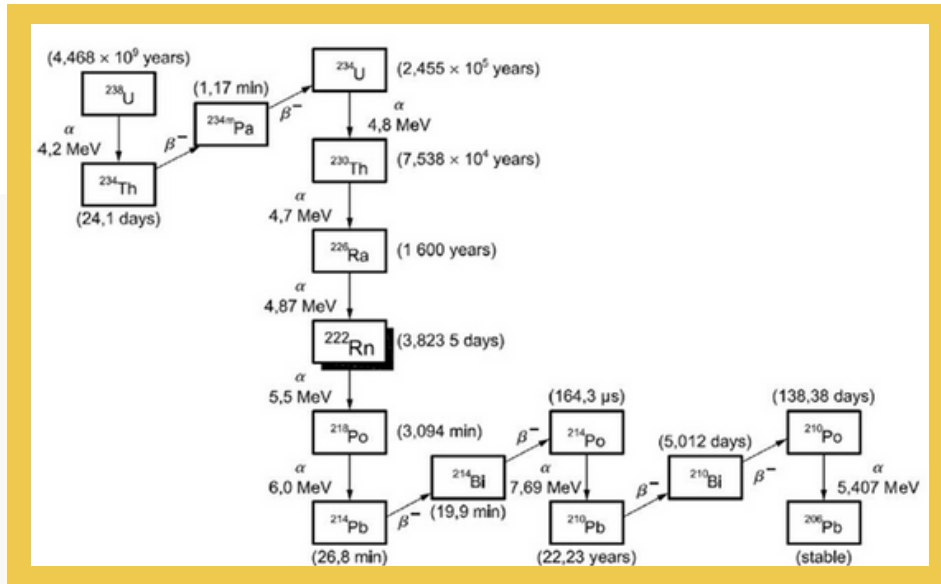 (4,468 × 10⁹ years)
²³⁸U
α
4,2 MeV
²³⁴Th
(24,1 days)
β⁻
(1,17 min)
²³⁴ᵐPa
β⁻
²³⁴U
(2,455 × 10⁵ years)
α
4,8 MeV
²³⁰Th
(7,538 × 10⁴ years)
α
4,7 MeV
²²⁶Ra
(1 600 years)
α
4,87 MeV
²²²Rn
(3,823 5 days)
α
5,5 MeV
²¹⁸Po
(3,094 min)
α
6,0 MeV
²¹⁴Pb
(26,8 min)
β⁻
²¹⁴Bi
(19,9 min)
β⁻
(164,3 µs)
²¹⁴Po
α
7,69 MeV
²¹⁰Pb
(22,23 years)
β⁻
(5,012 days)
²¹⁰Bi
β⁻
(138,38 days)
²¹⁰Po
α
5,407 MeV
²⁰⁶Pb
(stable)